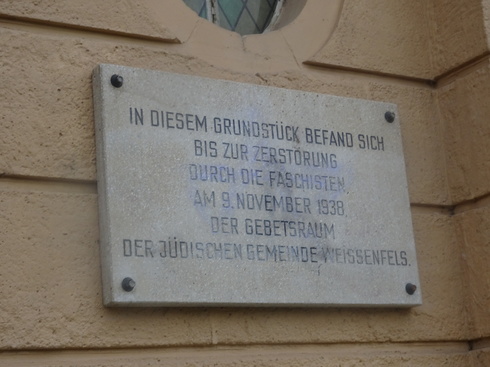 IN DIESEM GRUNDSTÜCK BEFAND SICH
BIS ZUR ZERSTÖRUNG
DURCH DIE FASCHISTEN,
AM 9. NOVEMBER 1938,
DER GEBETSRAUM
DER JÜDISCHEN GEMEINDE WEISSENFELS.